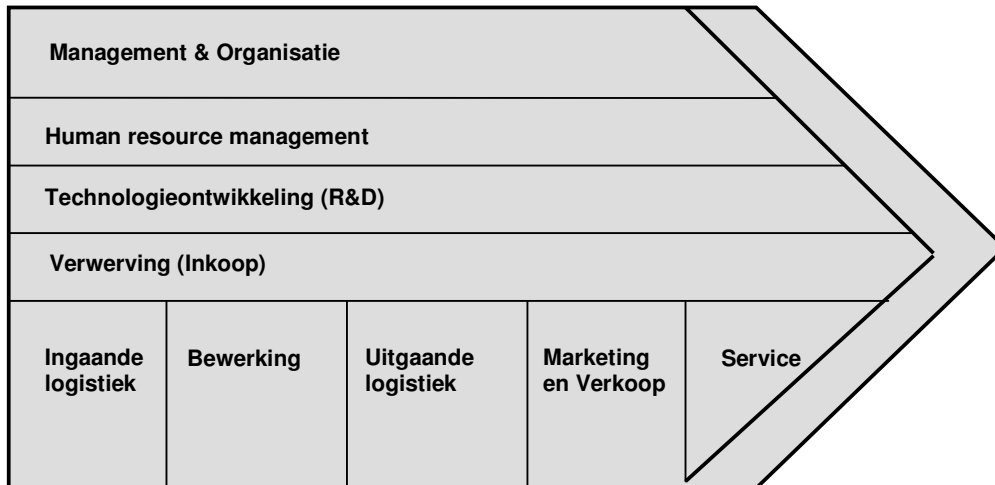 Management & Organisatie
Human resource management
Technologieontwikkeling (R&D)
Verwerving (Inkoop)
Ingaande
logistiek
Bewerking
Uitgaande
logistiek
Marketing
en Verkoop
Service